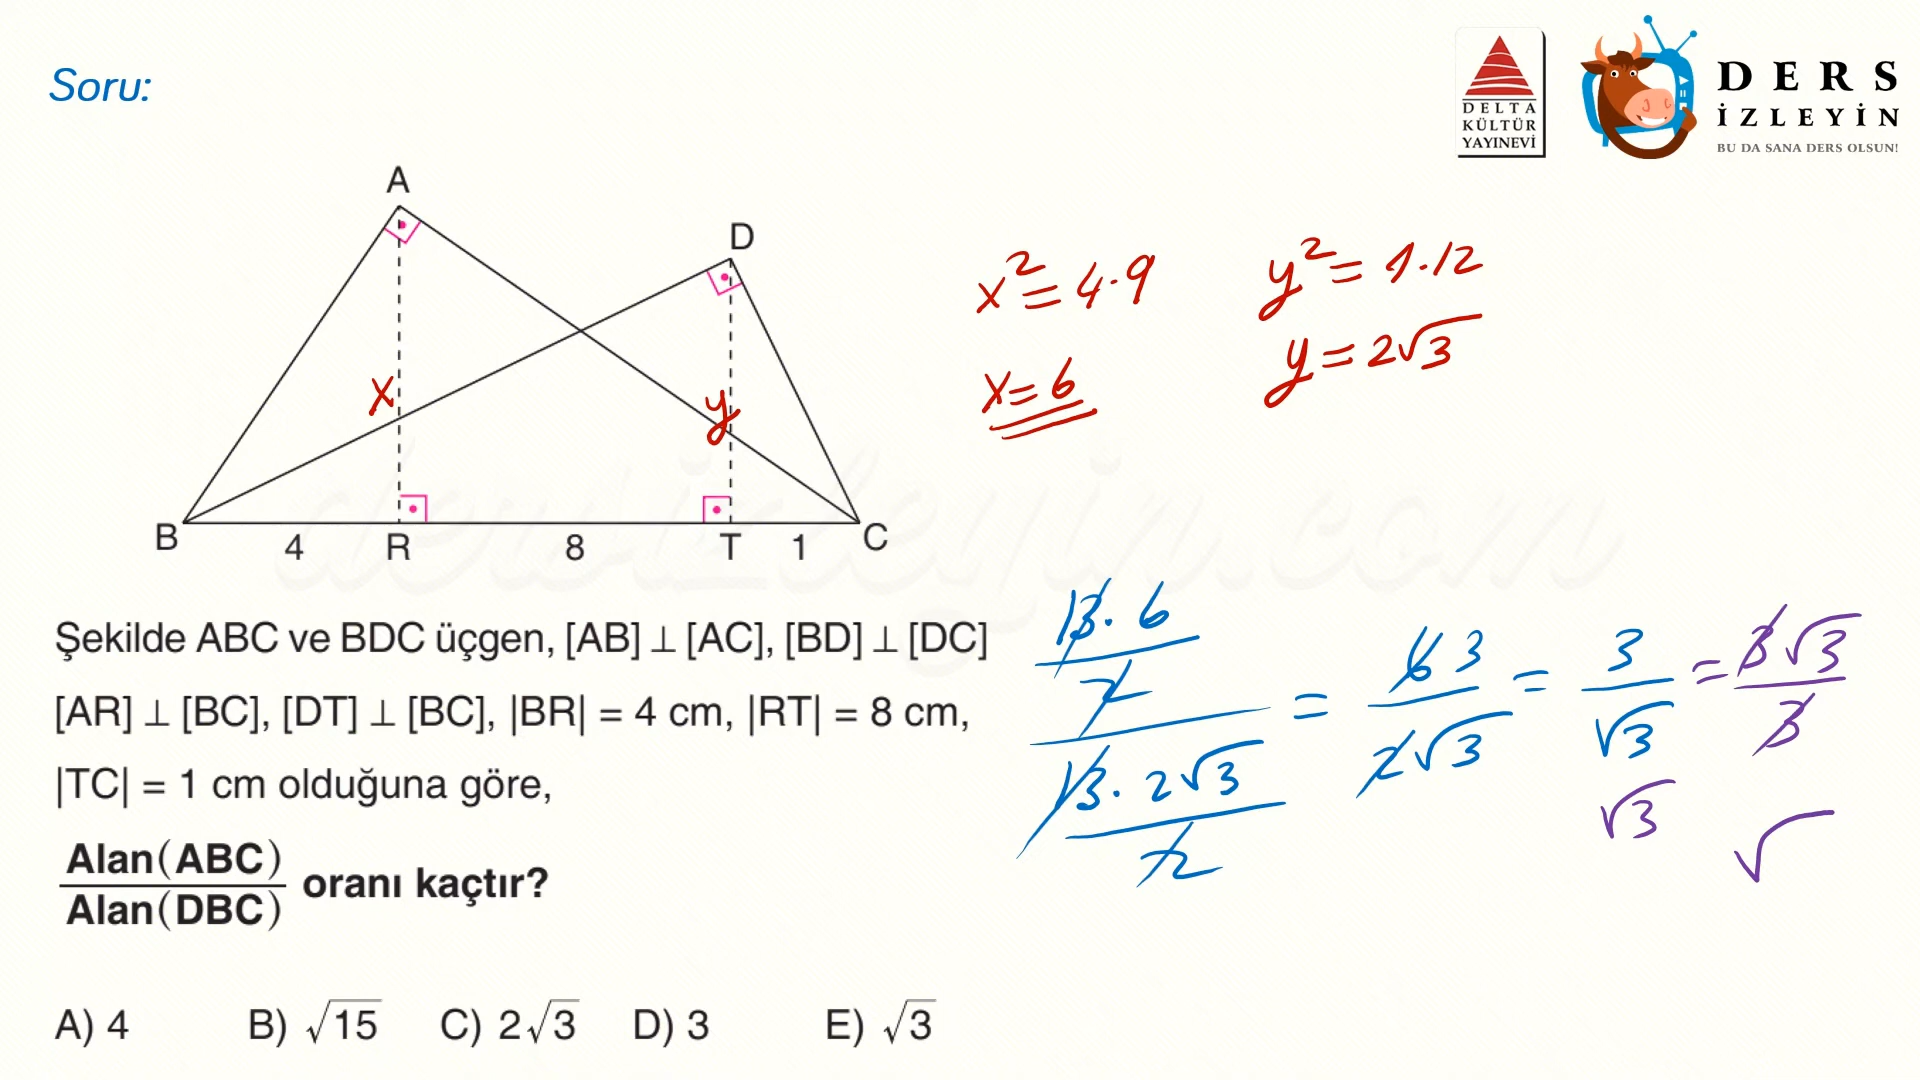 Soru:
DELTA
KÜLTÜR
YAYINEVİ
DERS
İZLEYİN
BU DA SANA DERS OLSUN!
A
D
x
y
B
4
R
8
T
1
C
x² = 4·9
x = 6
y² = 1·12
y = 2√3
Şekilde ABC ve BDC üçgen, [AB] ⊥ [AC], [BD] ⊥ [DC]
[AR] ⊥ [BC], [DT] ⊥ [BC], |BR| = 4 cm, |RT| = 8 cm,
|TC| = 1 cm olduğuna göre,
Alan(ABC)
Alan(DBC)
oranı kaçtır?
13·6
2
13·2√3
2
= 6 3
2√3
= 3
√3
√3
= 3√3
3
√
A) 4 B) √15 C) 2√3 D) 3 E) √3
dersizleyin.com